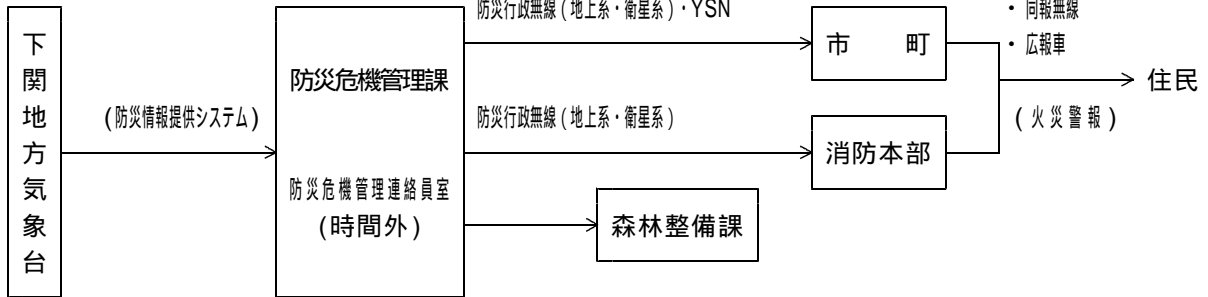 下関地方気象台
(防災情報提供システム)
防災危機管理課
防災危機管理連絡員室
(時間外)
防災行政無線(地上系・衛星系)・YSN
防災行政無線(地上系・衛星系)
市 町
消防本部
森林整備課
・同報無線
・広報車
住民
(火災警報)